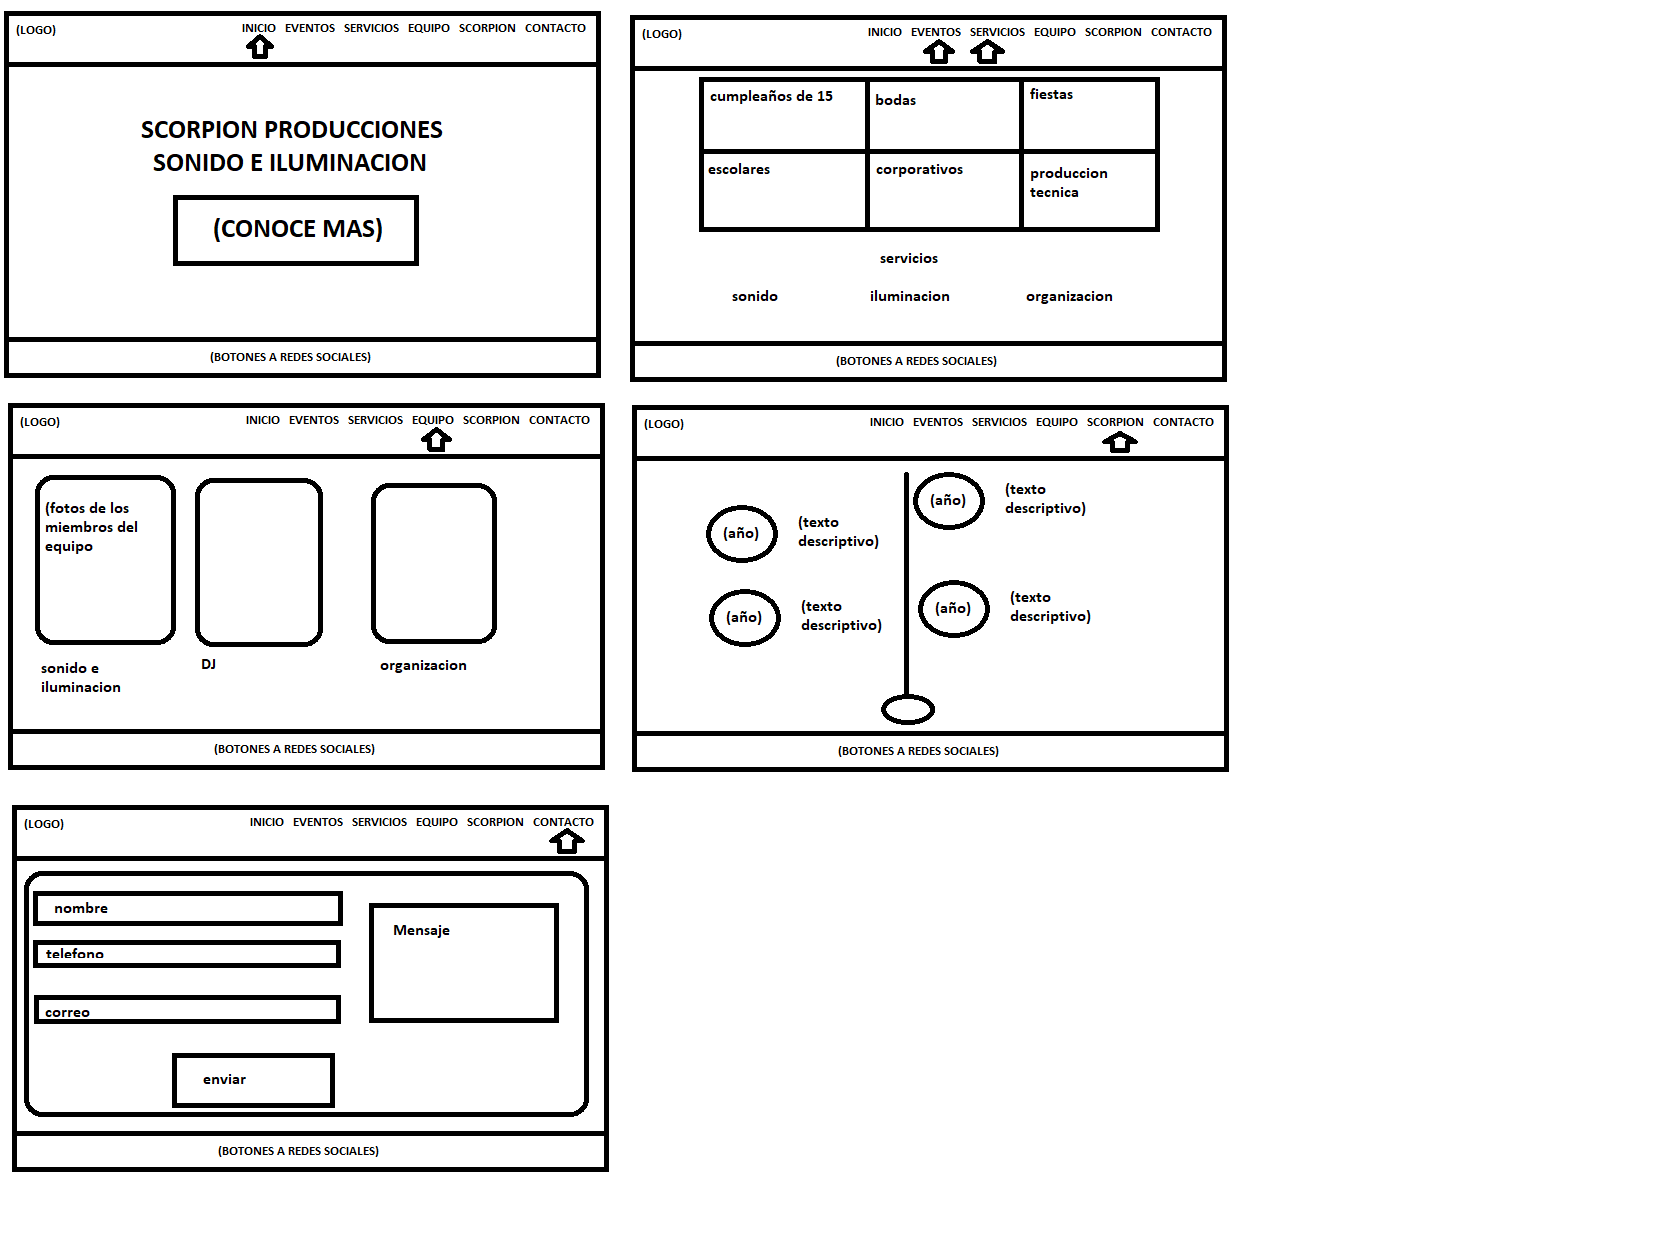 (LOGO)
INICIO EVENTOS SERVICIOS EQUIPO SCORPION CONTACTO
SCORPION PRODUCCIONES
SONIDO E ILUMINACION
(CONOCE MAS)
(BOTONES A REDES SOCIALES)
(LOGO)
INICIO EVENTOS SERVICIOS EQUIPO SCORPION CONTACTO
cumpleaños de 15
bodas
fiestas
escolares
corporativos
produccion
tecnica
servicios
sonido
iluminacion
organizacion
(BOTONES A REDES SOCIALES)
(LOGO)
INICIO EVENTOS SERVICIOS EQUIPO SCORPION CONTACTO
(fotos de los
miembros del
equipo
sonido e
iluminacion
DJ
organizacion
(BOTONES A REDES SOCIALES)
(LOGO)
INICIO EVENTOS SERVICIOS EQUIPO SCORPION CONTACTO
(año)
(texto
descriptivo)
(año)
(texto
descriptivo)
(año)
(texto
descriptivo)
(año)
(texto
descriptivo)
(BOTONES A REDES SOCIALES)
(LOGO)
INICIO EVENTOS SERVICIOS EQUIPO SCORPION CONTACTO
nombre
telefono
correo
Mensaje
enviar
(BOTONES A REDES SOCIALES)